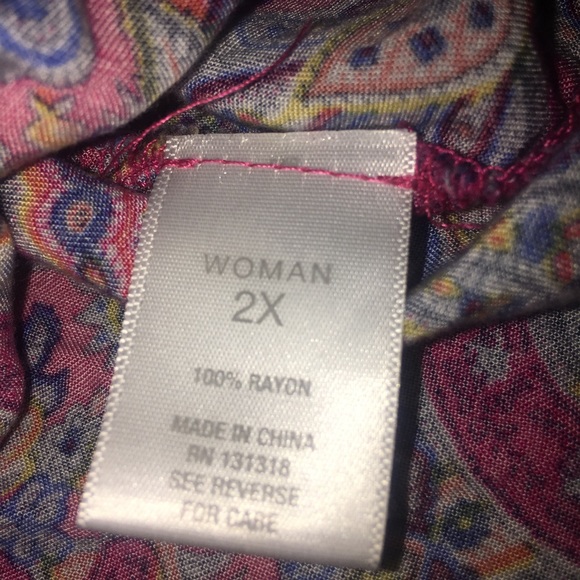 WOMAN
2X
100% RAYON
MADE IN CHINA
RN 131318
SEE REVERSE
FOR CARE